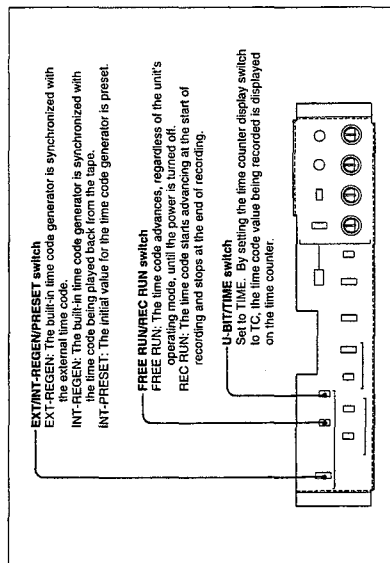 EXT/INT-REGEN/PRESET switch
EXT-REGEN: The built-in time code generator is synchronized with
the external time code.
INT-REGEN: The built-in time code generator is synchronized with
the time code being played back from the tape.
INT-PRESET: The initial value for the time code generator is preset.
FREE RUN/REC RUN switch
FREE RUN: The time code advances, regardless of the unit's
operating mode, until the power is turned off.
REC RUN: The time code starts advancing at the start of
recording and stops at the end of recording.
U-BIT/TIME switch
Set to TIME. By setting the time counter display switch
to TC, the time code value being recorded is displayed
on the time counter.